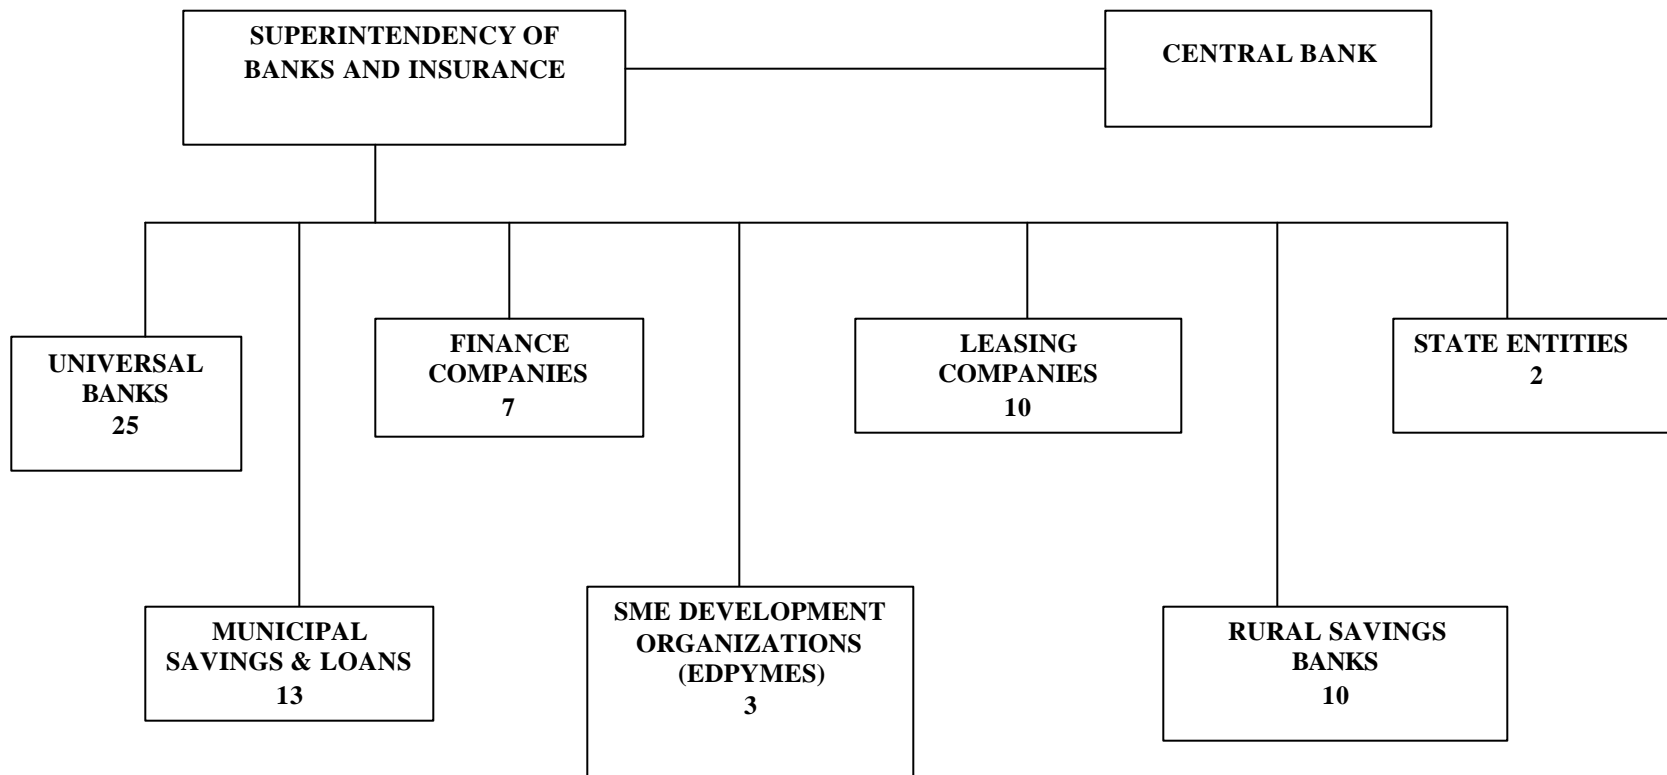 SUPERINTENDENCY OF
BANKS AND INSURANCE
CENTRAL BANK
UNIVERSAL
BANKS
25
FINANCE
COMPANIES
7
LEASING
COMPANIES
10
STATE ENTITIES
2
MUNICIPAL
SAVINGS & LOANS
13
SME DEVELOPMENT
ORGANIZATIONS
(EDPYMES)
3
RURAL SAVINGS
BANKS
10